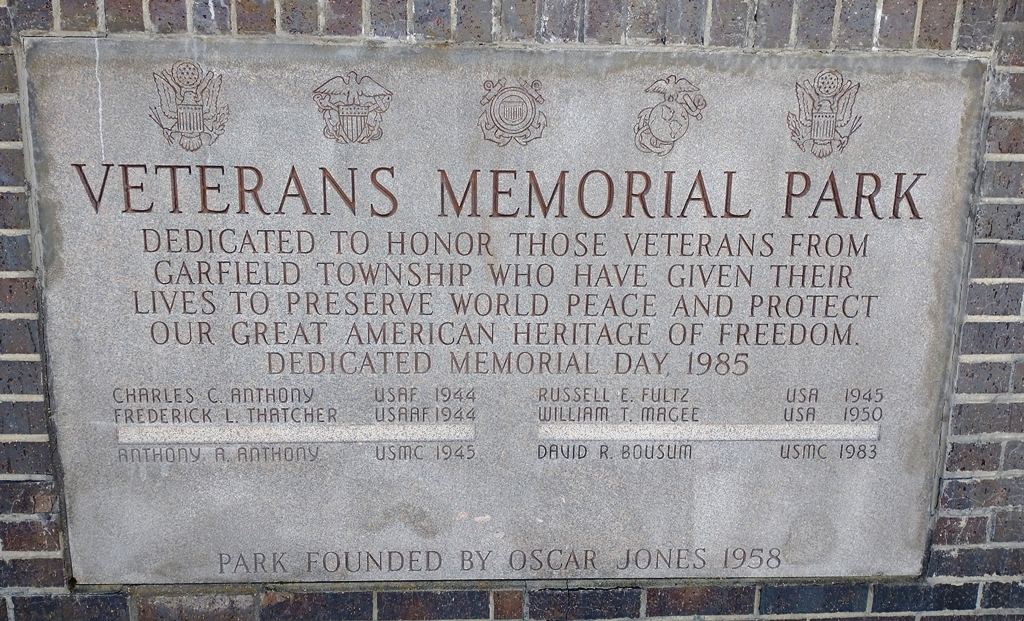 VETERANS MEMORIAL PARK
DEDICATED TO HONOR THOSE VETERANS FROM
GARFIELD TOWNSHIP WHO HAVE GIVEN THEIR
LIVES TO PRESERVE WORLD PEACE AND PROTECT
OUR GREAT AMERICAN HERITAGE OF FREEDOM.
DEDICATED MEMORIAL DAY, 1985
CHARLES C. ANTHONY USAF 1944 RUSSELL E. FULTZ USA 1945
FREDERICK L. THATCHER USAAF 1944 WILLIAM T. MAGEE USA 1950
ANTHONY A. ANTHONY USMC 1945 DAVID R. BOUSUM USMC 1983
PARK FOUNDED BY OSCAR JONES 1958